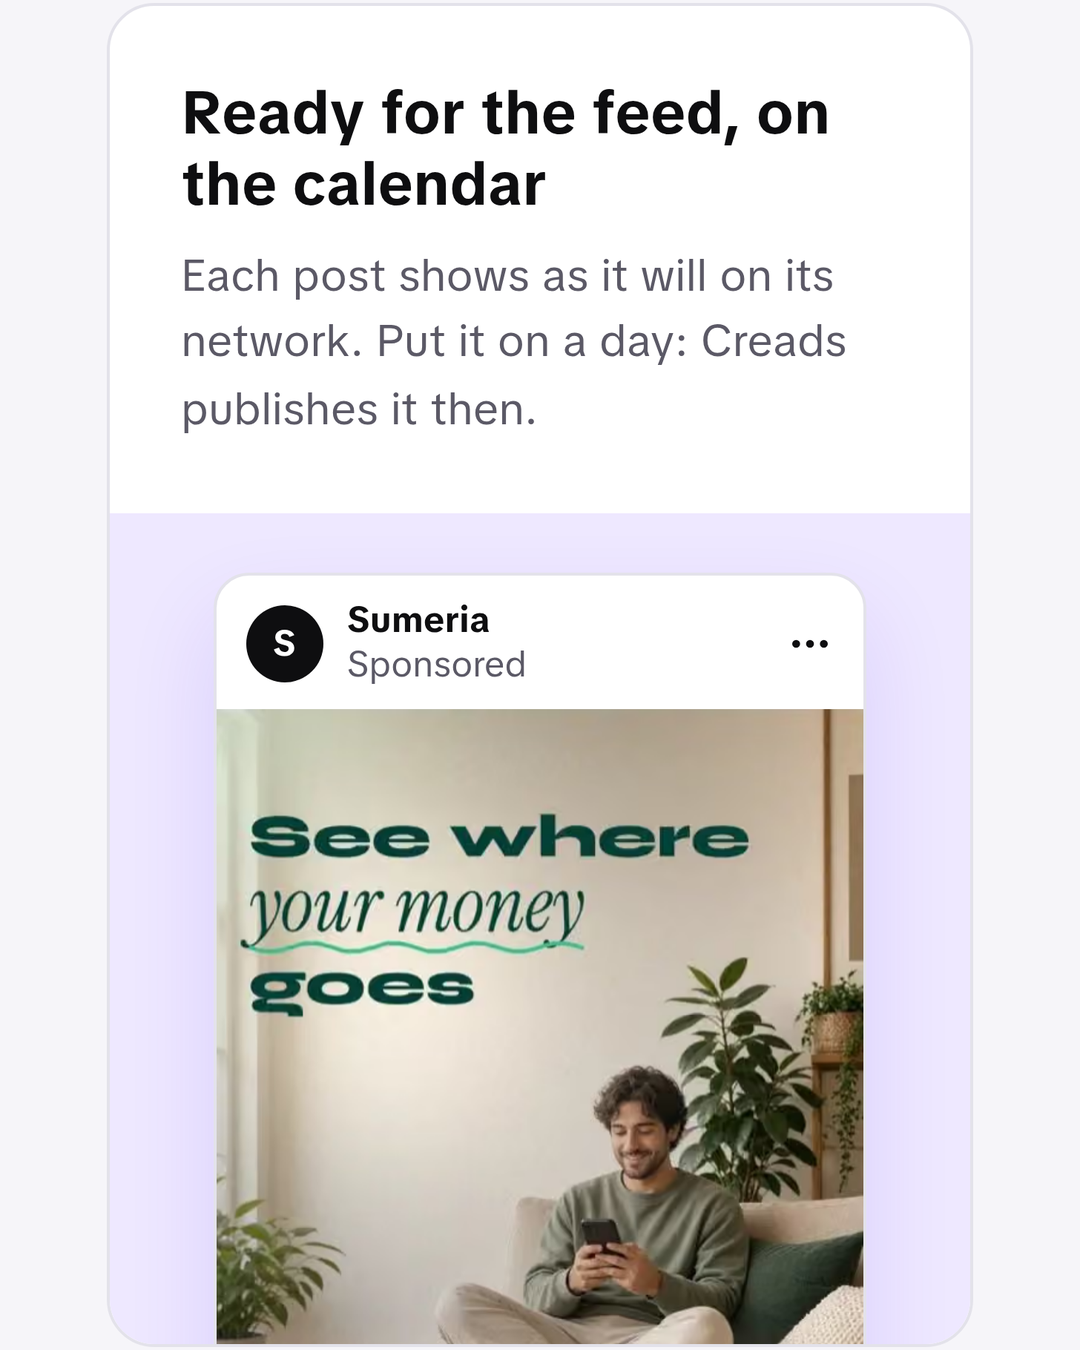 Ready for the feed, on
the calendar
Each post shows as it will on its
network. Put it on a day: Creads
publishes it then.
S
Sumeria
Sponsored
See where
your money
goes